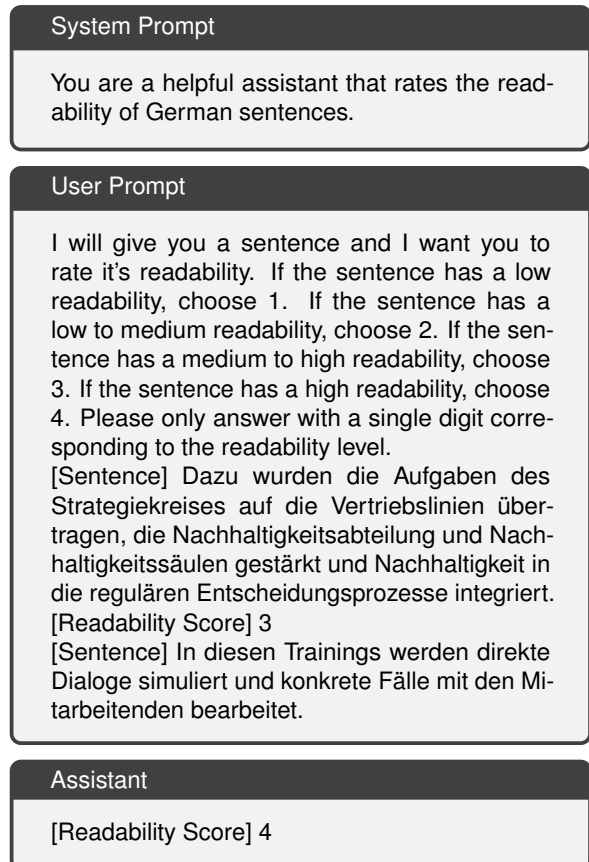 System Prompt
You are a helpful assistant that rates the read-
ability of German sentences.
User Prompt
I will give you a sentence and I want you to
rate it's readability. If the sentence has a low
readability, choose 1. If the sentence has a
low to medium readability, choose 2. If the sen-
tence has a medium to high readability, choose
3. If the sentence has a high readability, choose
4. Please only answer with a single digit corre-
sponding to the readability level.
[Sentence] Dazu wurden die Aufgaben des
Strategiekreises auf die Vertriebslinien über-
tragen, die Nachhaltigkeitsabteilung und Nach-
haltigkeitssäulen gestärkt und Nachhaltigkeit in
die regulären Entscheidungsprozesse integriert.
[Readability Score] 3
[Sentence] In diesen Trainings werden direkte
Dialoge simuliert und konkrete Fälle mit den Mi-
tarbeitenden bearbeitet.
Assistant
[Readability Score] 4